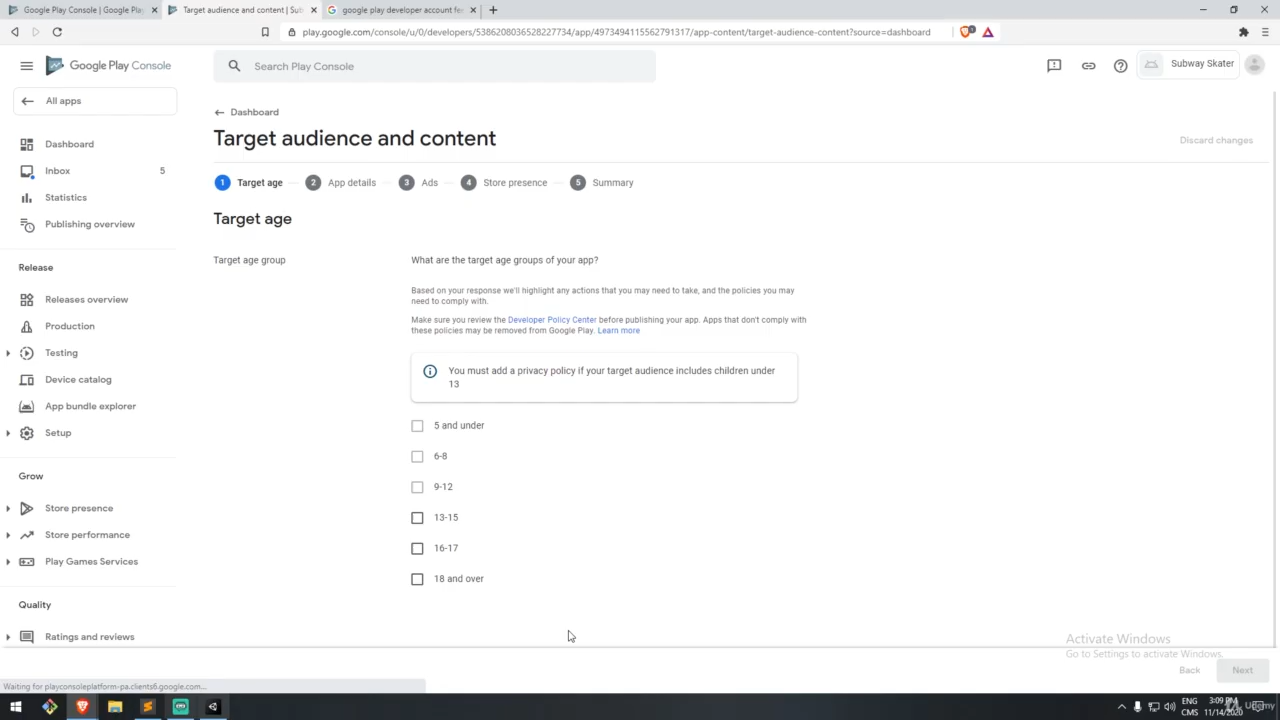 Google Play Console | Google Play
Target audience and content | Sub
google play developer account fe
play.google.com/console/u/0/developers/5386208036528227734/app/4973494115562791317/app-content/target-audience-content?source=dashboard
Google Play Console
Search Play Console
Subway Skater
All apps
Dashboard
Inbox 5
Statistics
Publishing overview
Release
Releases overview
Production
Testing
Device catalog
App bundle explorer
Setup
Grow
Store presence
Store performance
Play Games Services
Quality
Ratings and reviews
Dashboard
Target audience and content
Discard changes
1 Target age 2 App details 3 Ads 4 Store presence 5 Summary
Target age
Target age group
What are the target age groups of your app?
Based on your response we'll highlight any actions that you may need to take, and the policies you may
need to comply with.
Make sure you review the Developer Policy Center before publishing your app. Apps that don't comply with
these policies may be removed from Google Play. Learn more
You must add a privacy policy if your target audience includes children under
13
5 and under
6-8
9-12
13-15
16-17
18 and over
Activate Windows
Go to Settings to activate Windows.
Back Next
Waiting for playconsoleplatform-pa.clients6.google.com...
ENG
CMS
3:09 PM
11/14/2020
Udemy